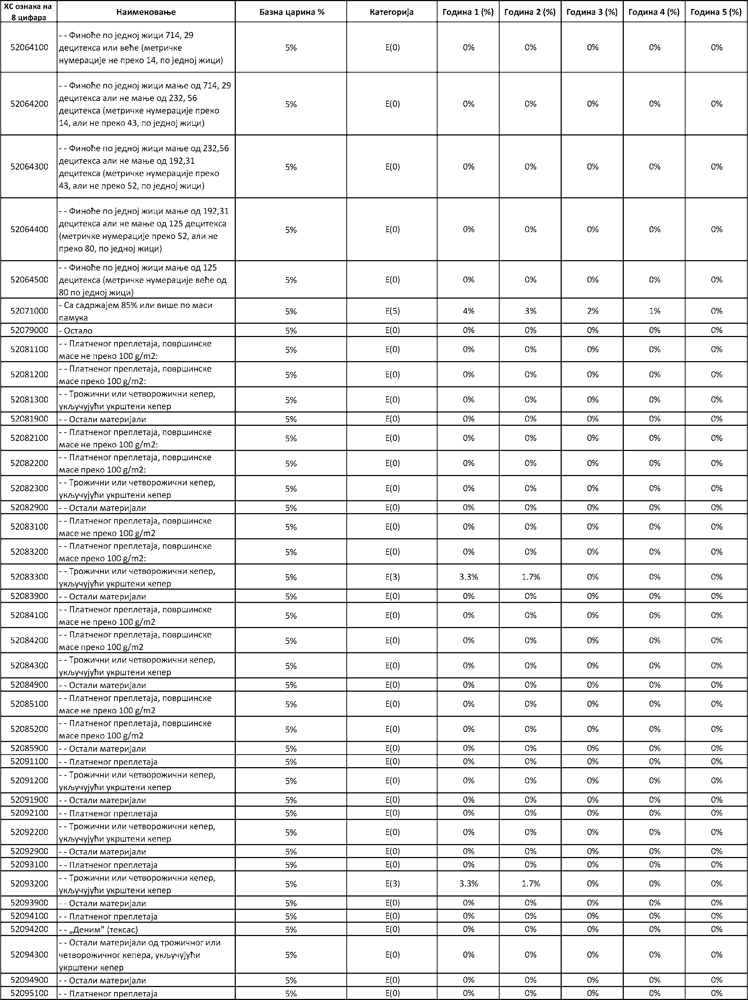 ХС ознака на 8 цифара Наименовање Базна царина % Категорија Година 1 (%) Година 2 (%) Година 3 (%) Година 4 (%) Година 5 (%)
52064100 - - Финоће по једној жици 714, 29 децитекса или веће (метричке нумерације не преко 14, по једној жици) 5% Е(0) 0% 0% 0% 0% 0%
52064200 - - Финоће по једној жици мање од 714, 29 децитекса али не мање од 232, 56 децитекса (метричке нумерације преко 14, али не преко 43, по једној жици) 5% Е(0) 0% 0% 0% 0% 0%
52064300 - - Финоће по једној жици мање од 232,56 децитекса али не мање од 192,31 децитекса (метричке нумерације преко 43, али не преко 52, по једној жици) 5% Е(0) 0% 0% 0% 0% 0%
52064400 - - Финоће по једној жици мање од 192,31 децитекса али не мање од 125 децитекса (метричке нумерације преко 52, али не преко 80, по једној жици) 5% Е(0) 0% 0% 0% 0% 0%
52064500 - - Финоће по једној жици мање од 125 децитекса (метричке нумерације веће од 80 по једној жици) 5% Е(0) 0% 0% 0% 0% 0%
52071000 - Са садржајем 85% или више по маси памука 5% Е(5) 4% 3% 2% 1% 0%
52079000 - Остало 5% Е(0) 0% 0% 0% 0% 0%
52081100 - - Платненог преплетаја, површинске масе не преко 100 g/m2: 5% Е(0) 0% 0% 0% 0% 0%
52081200 - - Платненог преплетаја, површинске масе преко 100 g/m2: 5% Е(0) 0% 0% 0% 0% 0%
52081300 - - Трожични или четворожични кепер, укључујући укрштени кепер 5% Е(0) 0% 0% 0% 0% 0%
52081900 - - Остали материјали 5% Е(0) 0% 0% 0% 0% 0%
52082100 - - Платненог преплетаја, површинске масе не преко 100 g/m2: 5% Е(0) 0% 0% 0% 0% 0%
52082200 - - Платненог преплетаја, површинске масе преко 100 g/m2: 5% Е(0) 0% 0% 0% 0% 0%
52082300 - - Трожични или четворожични кепер, укључујући укрштени кепер 5% Е(0) 0% 0% 0% 0% 0%
52082900 - - Остали материјали 5% Е(0) 0% 0% 0% 0% 0%
52083100 - - Платненог преплетаја, површинске масе не преко 100 g/m2 5% Е(0) 0% 0% 0% 0% 0%
52083200 - - Платненог преплетаја, површинске масе преко 100 g/m2: 5% Е(0) 0% 0% 0% 0% 0%
52083300 - - Трожични или четворожични кепер, укључујући укрштени кепер 5% Е(3) 3.3% 1.7% 0% 0% 0%
52083900 - - Остали материјали 5% Е(0) 0% 0% 0% 0% 0%
52084100 - - Платненог преплетаја, површинске масе не преко 100 g/m2 5% Е(0) 0% 0% 0% 0% 0%
52084200 - - Платненог преплетаја, површинске масе преко 100 g/m2 5% Е(0) 0% 0% 0% 0% 0%
52084300 - - Трожични или четворожични кепер, укључујући укрштени кепер 5% Е(0) 0% 0% 0% 0% 0%
52084900 - - Остали материјали 5% Е(0) 0% 0% 0% 0% 0%
52085100 - - Платненог преплетаја, површинске масе не преко 100 g/m2 5% Е(0) 0% 0% 0% 0% 0%
52085200 - - Платненог преплетаја, површинске масе преко 100 g/m2 5% Е(0) 0% 0% 0% 0% 0%
52085900 - - Остали материјали 5% Е(0) 0% 0% 0% 0% 0%
52091100 - - Платненог преплетаја 5% Е(0) 0% 0% 0% 0% 0%
52091200 - - Трожични или четворожични кепер, укључујући укрштени кепер 5% Е(0) 0% 0% 0% 0% 0%
52091900 - - Остали материјали 5% Е(0) 0% 0% 0% 0% 0%
52092100 - - Платненог преплетаја 5% Е(0) 0% 0% 0% 0% 0%
52092200 - - Трожични или четворожични кепер, укључујући укрштени кепер 5% Е(0) 0% 0% 0% 0% 0%
52092900 - - Остали материјали 5% Е(0) 0% 0% 0% 0% 0%
52093100 - - Платненог преплетаја 5% Е(0) 0% 0% 0% 0% 0%
52093200 - - Трожични или четворожични кепер, укључујући укрштени кепер 5% Е(3) 3.3% 1.7% 0% 0% 0%
52093900 - - Остали материјали 5% Е(0) 0% 0% 0% 0% 0%
52094100 - - Платненог преплетаја 5% Е(0) 0% 0% 0% 0% 0%
52094200 - - „Деним” (тексас) 5% Е(0) 0% 0% 0% 0% 0%
52094300 - - Остали материјали од трожичног или четворожичног кепера, укључујући укрштени кепер 5% Е(0) 0% 0% 0% 0% 0%
52094900 - - Остали материјали 5% Е(0) 0% 0% 0% 0% 0%
52095100 - - Платненог преплетаја 5% Е(0) 0% 0% 0% 0% 0%